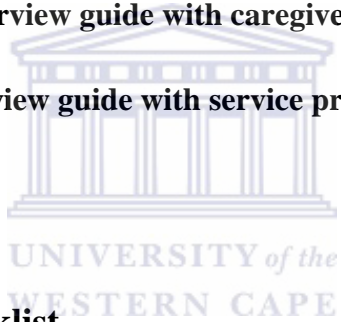 rview guide with caregive
view guide with service pr
UNIVERSITY of the
WESTERN CAPE
klist